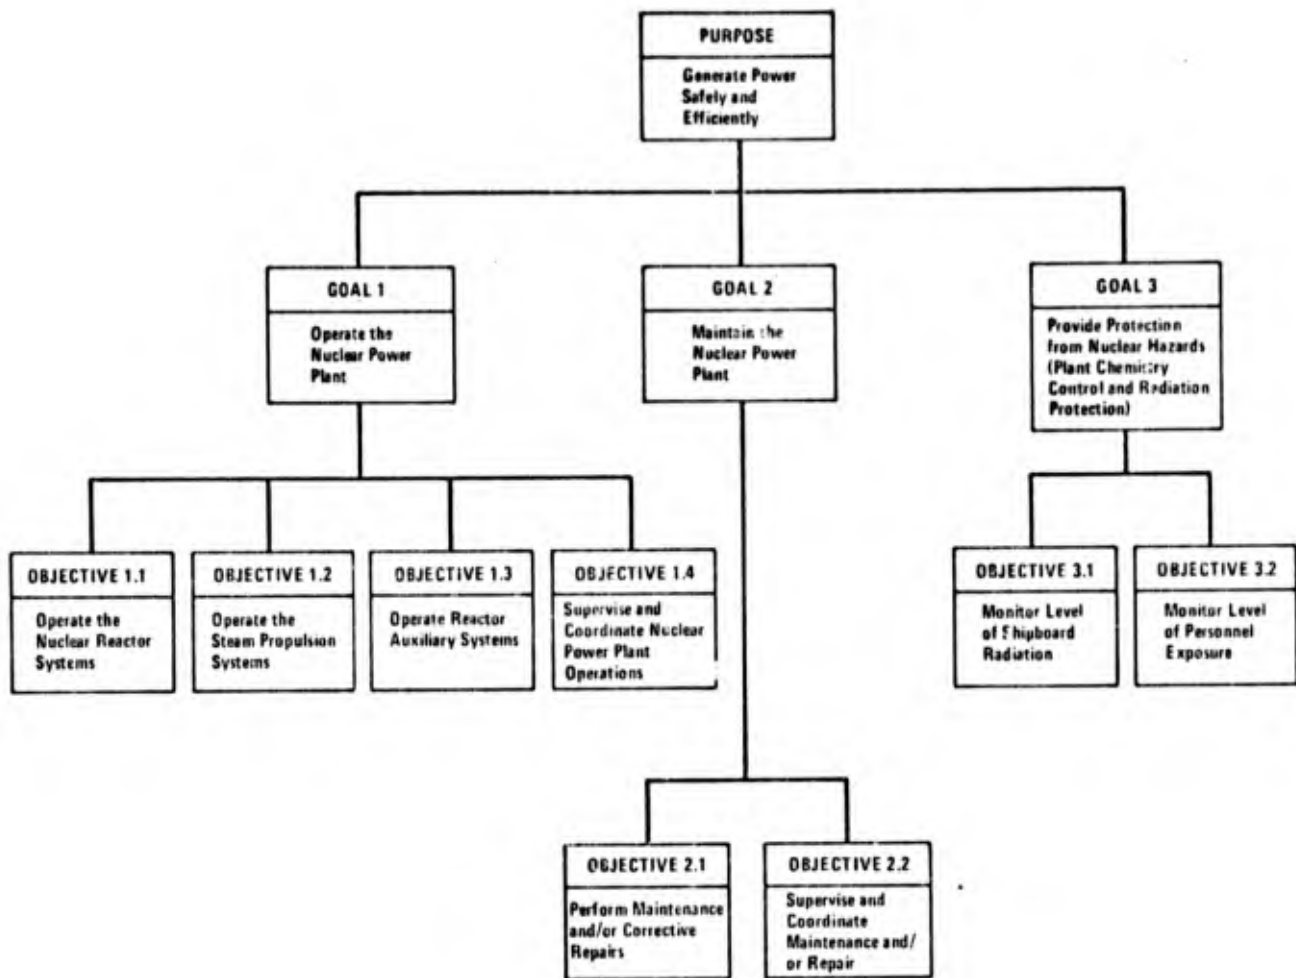 PURPOSE
Generate Power
Safely and
Efficiently
GOAL 1
Operate the
Nuclear Power
Plant
GOAL 2
Maintain the
Nuclear Power
Plant
GOAL 3
Provide Protection
from Nuclear Hazards
(Plant Chemistry
Control and Radiation
Protection)
OBJECTIVE 1.1
Operate the
Nuclear Reactor
Systems
OBJECTIVE 1.2
Operate the
Steam Propulsion
Systems
OBJECTIVE 1.3
Operate Reactor
Auxiliary Systems
OBJECTIVE 1.4
Supervise and
Coordinate Nuclear
Power Plant
Operations
OBJECTIVE 3.1
Monitor Level
of Shipboard
Radiation
OBJECTIVE 3.2
Monitor Level
of Personnel
Exposure
OBJECTIVE 2.1
Perform Maintenance
and/or Corrective
Repairs
OBJECTIVE 2.2
Supervise and
Coordinate
Maintenance and/
or Repair